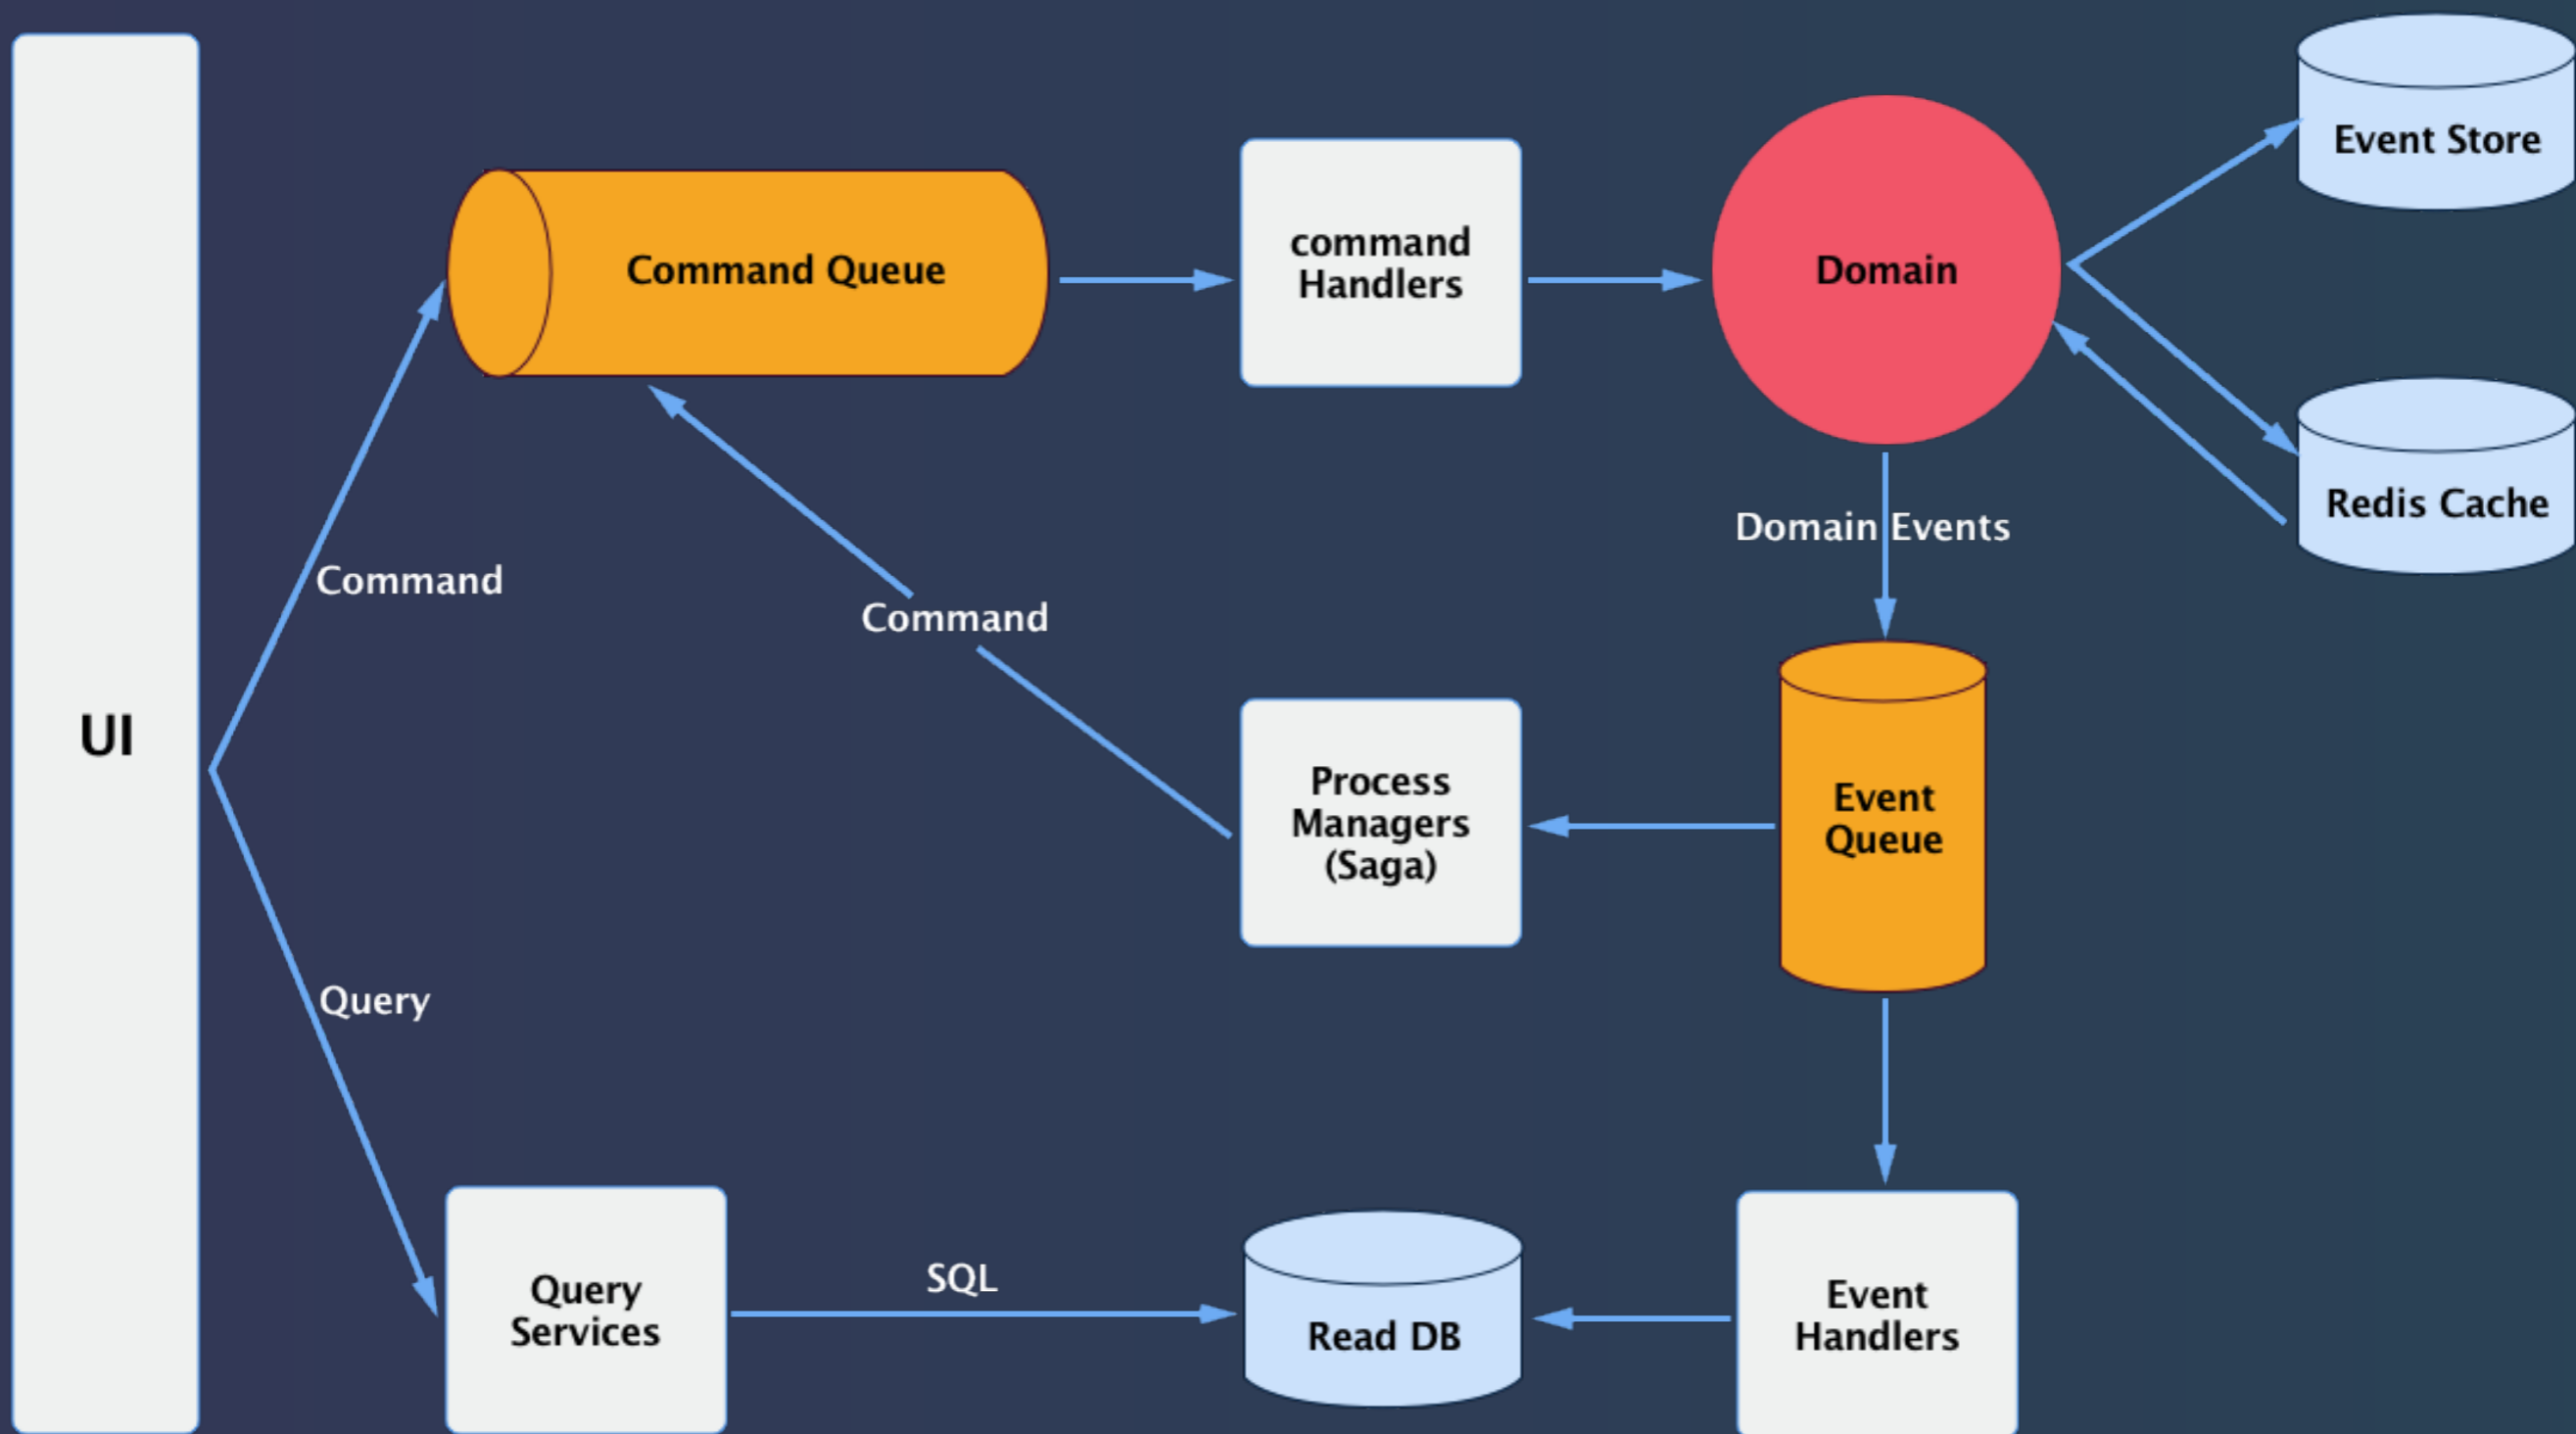 UI
Command Queue
command
Handlers
Domain
Event Store
Redis Cache
Domain Events
Command
Command
Process
Managers
(Saga)
Event
Queue
Query
Query
Services
SQL
Read DB
Event
Handlers